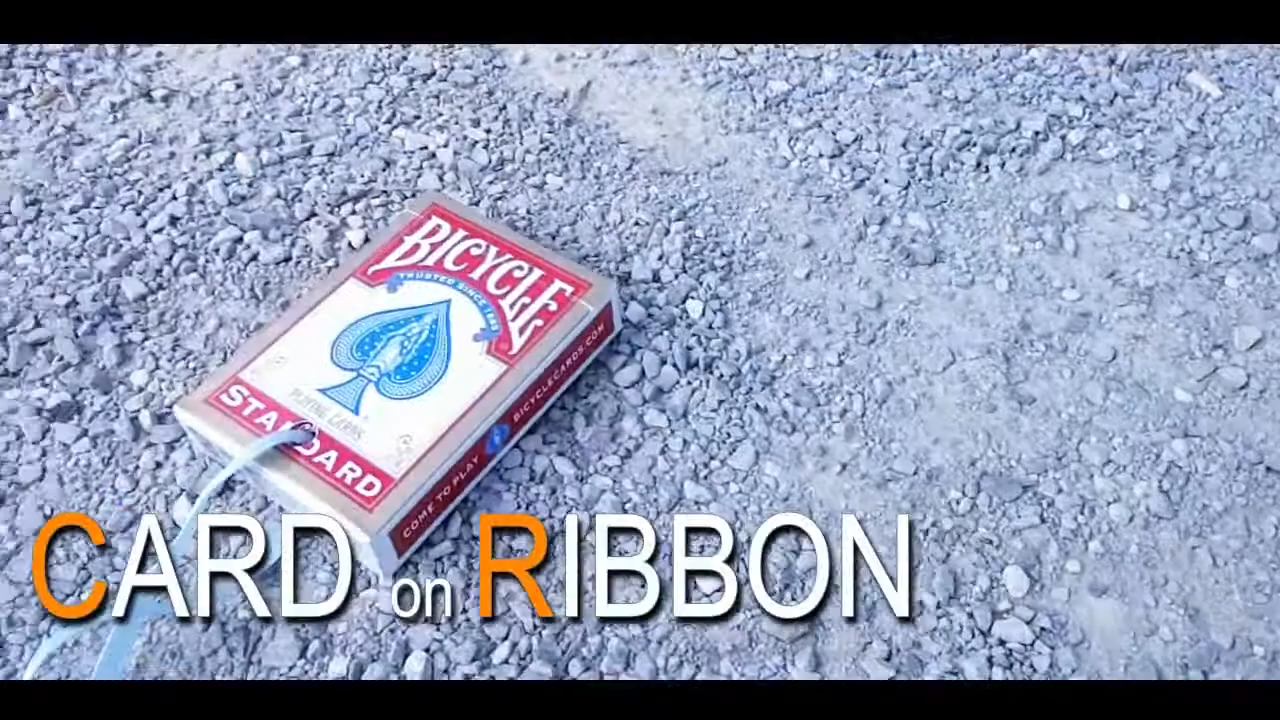 BICYCLE
TRUSTED SINCE 1885
PLAYING CARDS
STANDARD
COME TO PLAY
BICYCLECARDS.COM
CARD on RIBBON